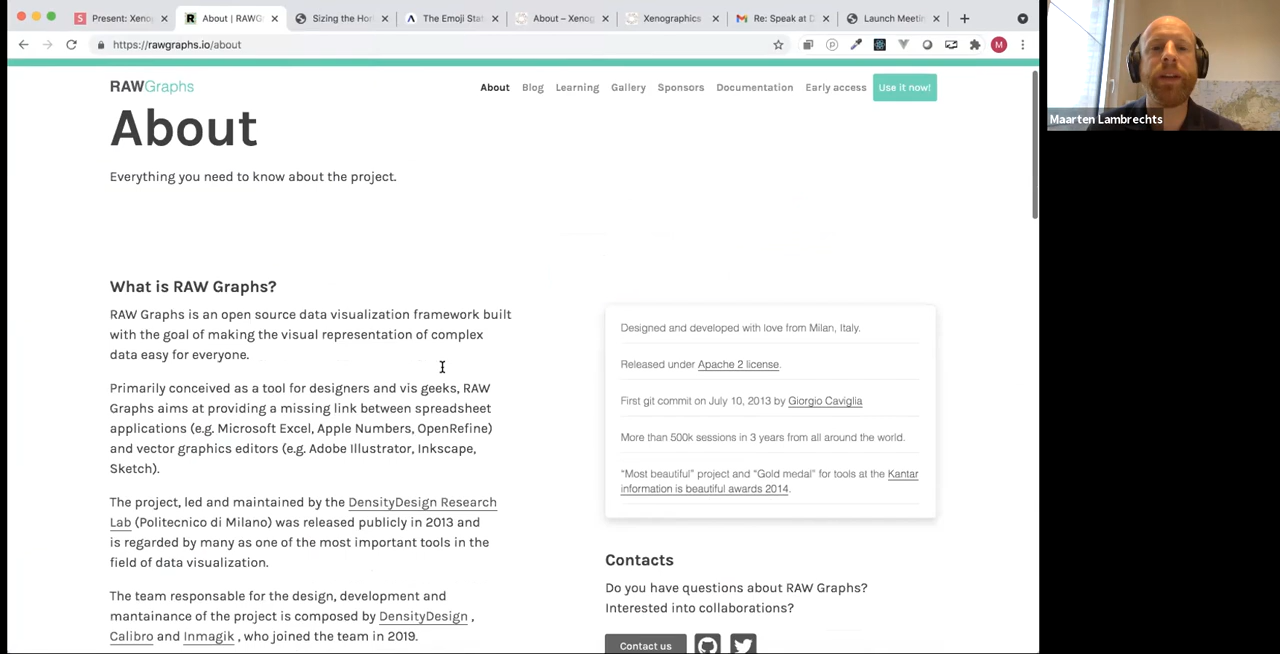 Present: Xeno
About | RAWG
Sizing the Hor
The Emoji Stat
About – Xenog
Xenographics
Re: Speak at D
Launch Meetin
https://rawgraphs.io/about
M
Maarten Lambrechts
RAWGraphs
About
Blog
Learning
Gallery
Sponsors
Documentation
Early access
Use it now!
About
Everything you need to know about the project.
What is RAW Graphs?
RAW Graphs is an open source data visualization framework built
with the goal of making the visual representation of complex
data easy for everyone.
Primarily conceived as a tool for designers and vis geeks, RAW
Graphs aims at providing a missing link between spreadsheet
applications (e.g. Microsoft Excel, Apple Numbers, OpenRefine)
and vector graphics editors (e.g. Adobe Illustrator, Inkscape,
Sketch).
The project, led and maintained by the DensityDesign Research
Lab (Politecnico di Milano) was released publicly in 2013 and
is regarded by many as one of the most important tools in the
field of data visualization.
The team responsible for the design, development and
mantainance of the project is composed by DensityDesign ,
Calibro and Inmagik , who joined the team in 2019.
Designed and developed with love from Milan, Italy.
Released under Apache 2 license.
First git commit on July 10, 2013 by Giorgio Caviglia
More than 500k sessions in 3 years from all around the world.
“Most beautiful” project and “Gold medal” for tools at the Kantar
information is beautiful awards 2014.
Contacts
Do you have questions about RAW Graphs?
Interested into collaborations?
Contact us